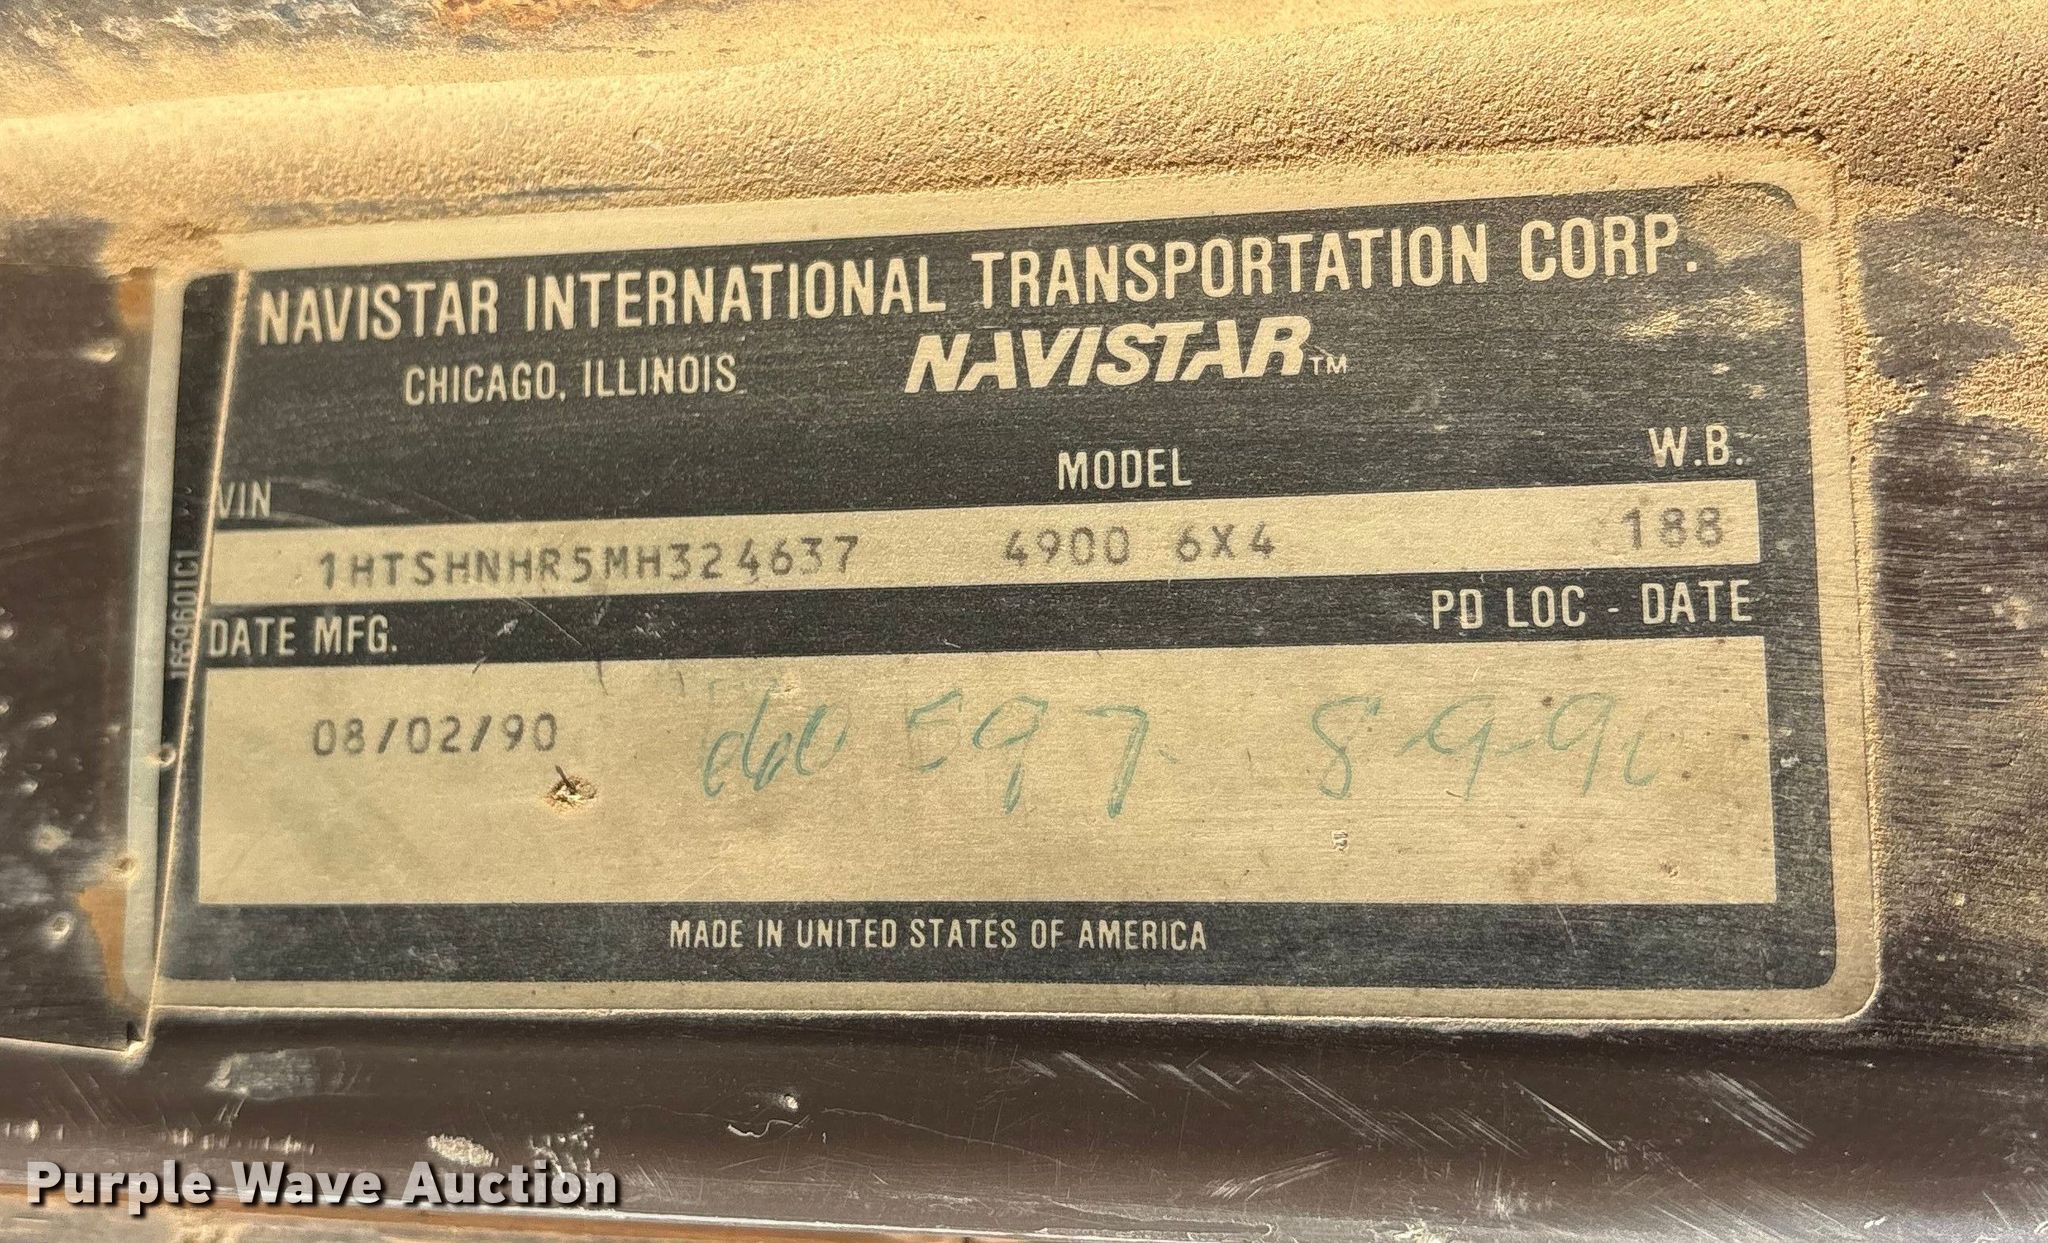 NAVISTAR INTERNATIONAL TRANSPORTATION CORP.
CHICAGO, ILLINOIS NAVISTAR™
VIN MODEL W.B.
1HTSHNHR5MH324637 4900 6X4 188
DATE MFG. PD LOC - DATE
08/02/90 597 8-9-90
MADE IN UNITED STATES OF AMERICA
1659601C1
Purple Wave Auction